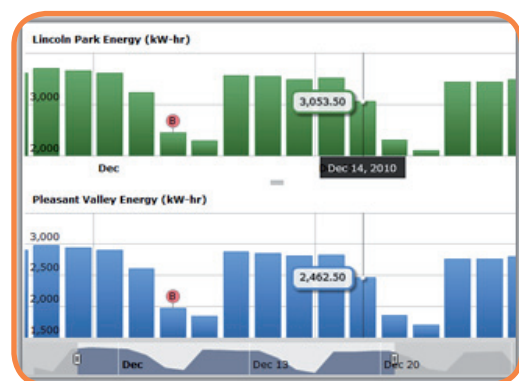 Lincoln Park Energy (kW-hr)
3,000
3,053.50
B
2,000
Dec
Dec 14, 2010
Pleasant Valley Energy (kW-hr)
3,000
2,500
2,462.50
B
2,000
1,500
Dec
Dec 13
Dec 20